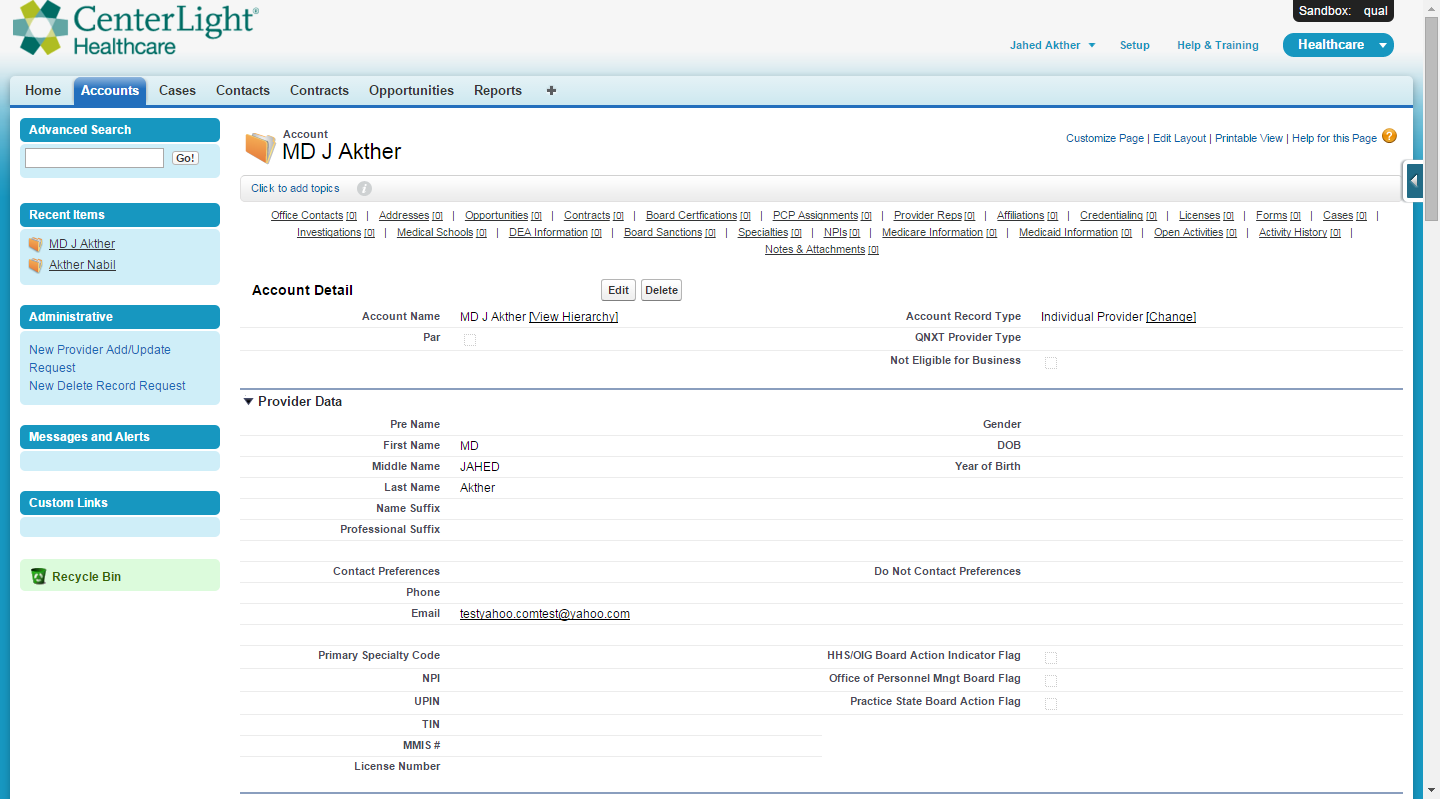 CenterLight®
Healthcare
Sandbox: qual
Jahed Akther Setup Help & Training Healthcare
Home Accounts Cases Contacts Contracts Opportunities Reports +
Advanced Search
Go!
Recent Items
MD J Akther
Akther Nabil
Administrative
New Provider Add/Update
Request
New Delete Record Request
Messages and Alerts
Custom Links
Recycle Bin
Account
MD J Akther
Customize Page | Edit Layout | Printable View | Help for this Page ?
Click to add topics i
Office Contacts [0] | Addresses [0] | Opportunities [0] | Contracts [0] | Board Certfications [0] | PCP Assignments [0] | Provider Reps [0] | Affiliations [0] | Credentialing [0] | Licenses [0] | Forms [0] | Cases [0] |
Investigations [0] | Medical Schools [0] | DEA Information [0] | Board Sanctions [0] | Specialties [0] | NPIs [0] | Medicare Information [0] | Medicaid Information [0] | Open Activities [0] | Activity History [0] |
Notes & Attachments [0]
Account Detail Edit Delete
Account Name MD J Akther [View Hierarchy] Account Record Type Individual Provider [Change]
Par QNXT Provider Type
Not Eligible for Business
Provider Data
Pre Name Gender
First Name MD DOB
Middle Name JAHED Year of Birth
Last Name Akther
Name Suffix
Professional Suffix
Contact Preferences Do Not Contact Preferences
Phone
Email testyahoo.comtest@yahoo.com
Primary Specialty Code HHS/OIG Board Action Indicator Flag
NPI Office of Personnel Mngt Board Flag
UPIN Practice State Board Action Flag
TIN
MMIS #
License Number